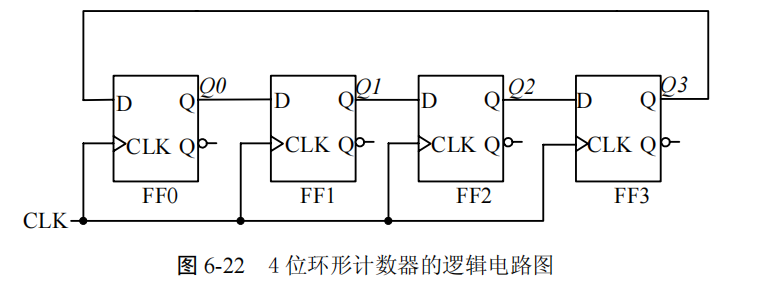 Q0 Q1 Q2 Q3
D Q D Q D Q D Q
CLK Q CLK Q CLK Q CLK Q
FF0 FF1 FF2 FF3
CLK
图 6-22 4 位环形计数器的逻辑电路图